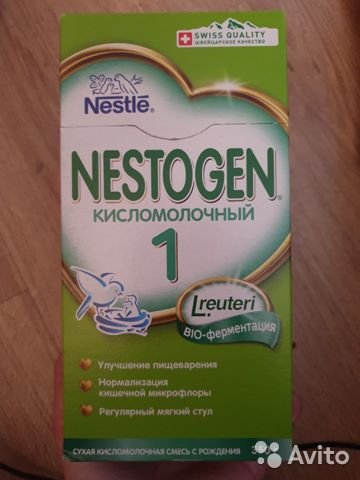 SWISS QUALITY
ШВЕЙЦАРСКОЕ КАЧЕСТВО
Nestlé®
NESTOGEN®
КИСЛОМОЛОЧНЫЙ
1
L.reuteri
BIO-ферментация
Улучшение пищеварения
Нормализация
кишечной микрофлоры
Регулярный мягкий стул
СУХАЯ КИСЛОМОЛОЧНАЯ СМЕСЬ С РОЖДЕНИЯ
Avito